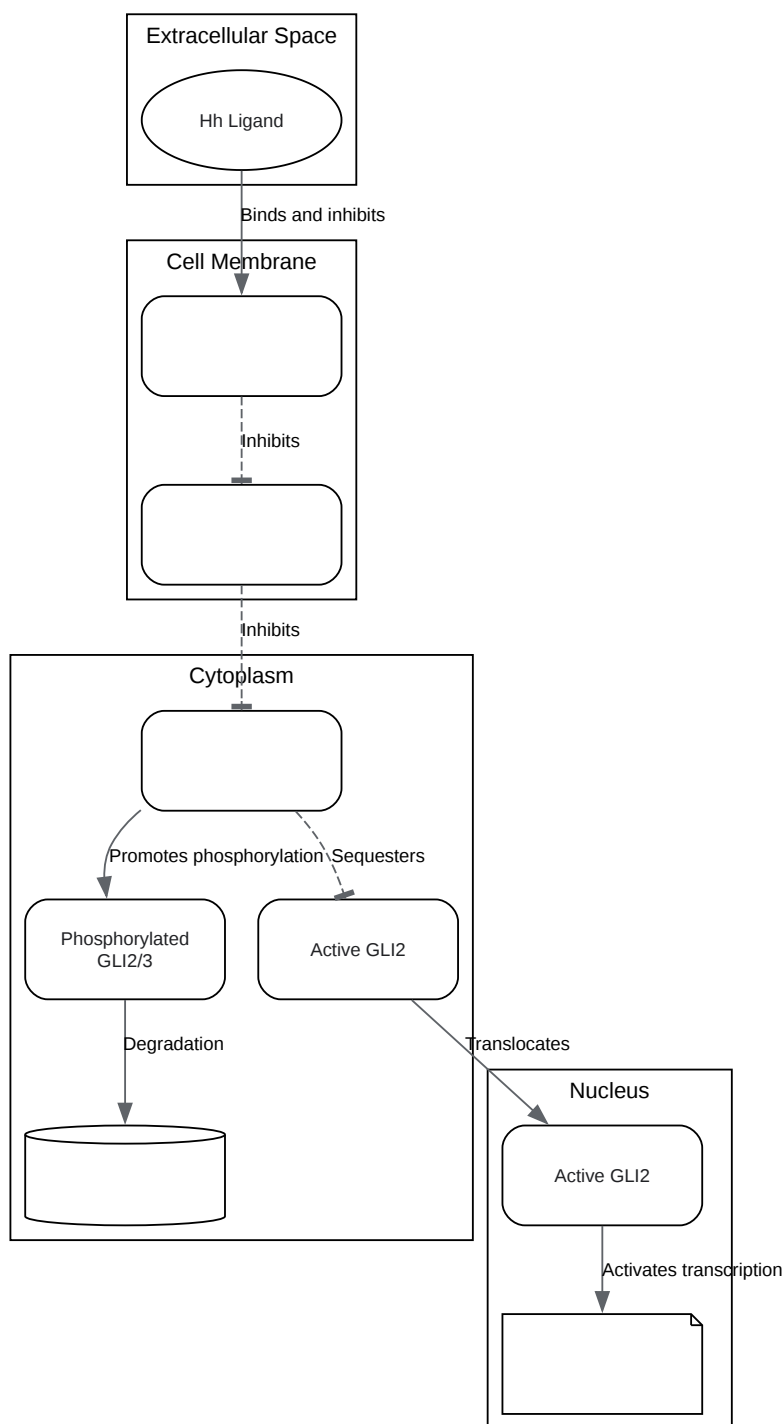 Extracellular Space
Hh Ligand
Binds and inhibits
Cell Membrane
Inhibits
Inhibits
Cytoplasm
Promotes phosphorylation
Sequesters
Phosphorylated
GLI2/3
Active GLI2
Degradation
Translocates
Nucleus
Active GLI2
Activates transcription